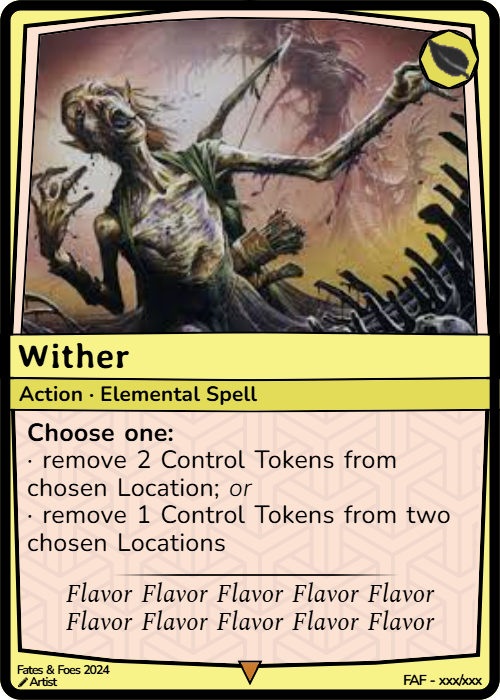 Wither
Action · Elemental Spell
Choose one:
· remove 2 Control Tokens from
chosen Location; or
· remove 1 Control Tokens from two
chosen Locations
Flavor Flavor Flavor Flavor Flavor
Flavor Flavor Flavor Flavor Flavor
Fates & Foes 2024
Artist
FAF - xxx/xxx